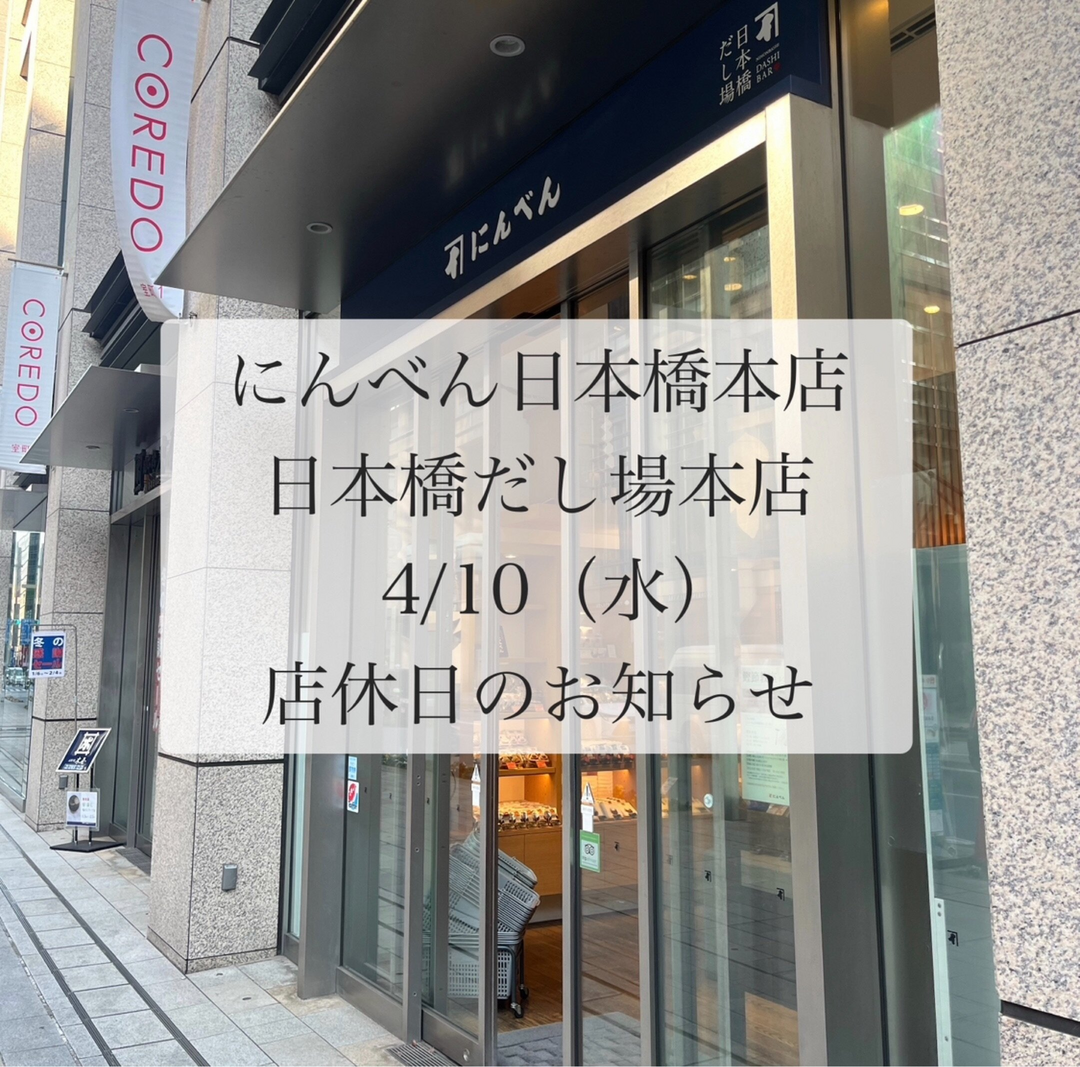 COREDO
COREDO
にんべん
日本橋
だし場
DASHI
BAR
にんべん日本橋本店
日本橋だし場本店
4/10（水）
店休日のお知らせ
冬の